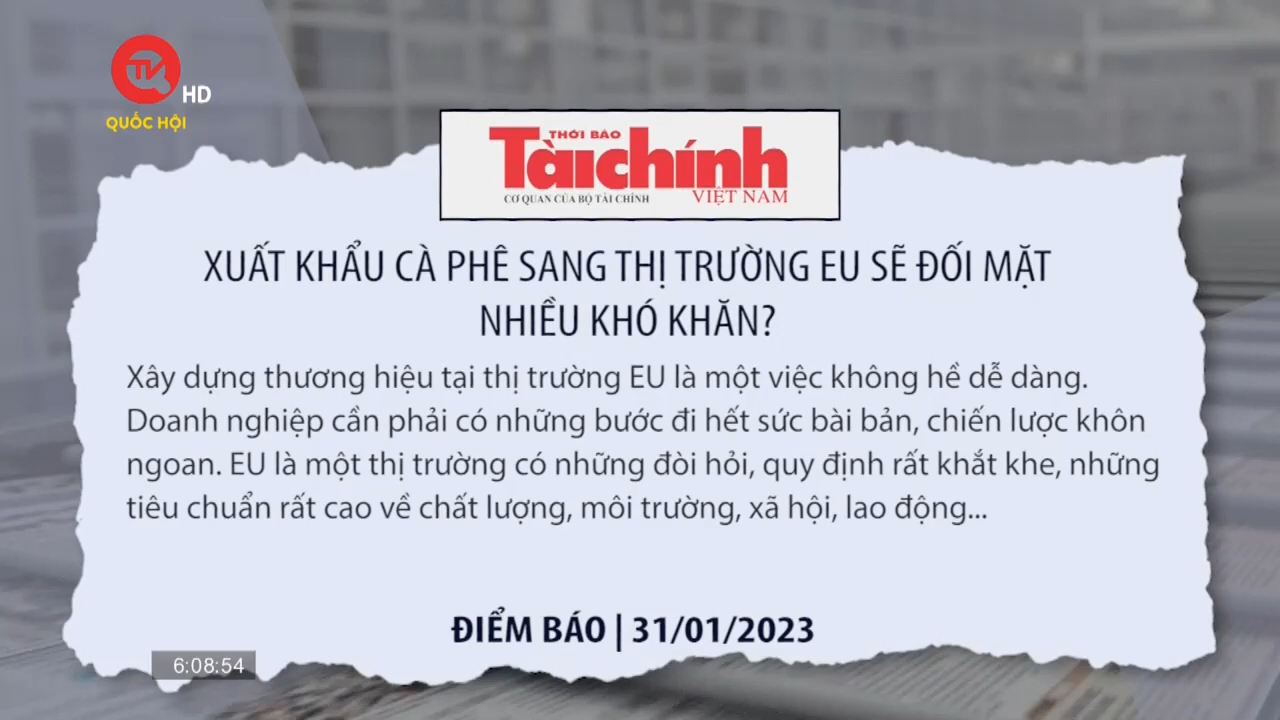 TV
HD
QUỐC HỘI
THỜI BÁO
Tàichính
CƠ QUAN CỦA BỘ TÀI CHÍNH
VIỆT NAM
XUẤT KHẨU CÀ PHÊ SANG THỊ TRƯỜNG EU SẼ ĐỐI MẶT
NHIỀU KHÓ KHĂN?
Xây dựng thương hiệu tại thị trường EU là một việc không hề dễ dàng.
Doanh nghiệp cần phải có những bước đi hết sức bài bản, chiến lược khôn
ngoan. EU là một thị trường có những đòi hỏi, quy định rất khắt khe, những
tiêu chuẩn rất cao về chất lượng, môi trường, xã hội, lao động...
ĐIỂM BÁO | 31/01/2023
6:08:54